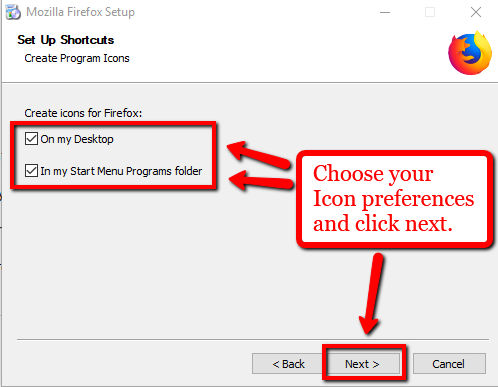 Mozilla Firefox Setup
Set Up Shortcuts
Create Program Icons
Create icons for Firefox:
On my Desktop
In my Start Menu Programs folder
Choose your
Icon preferences
and click next.
< Back
Next >
Cancel